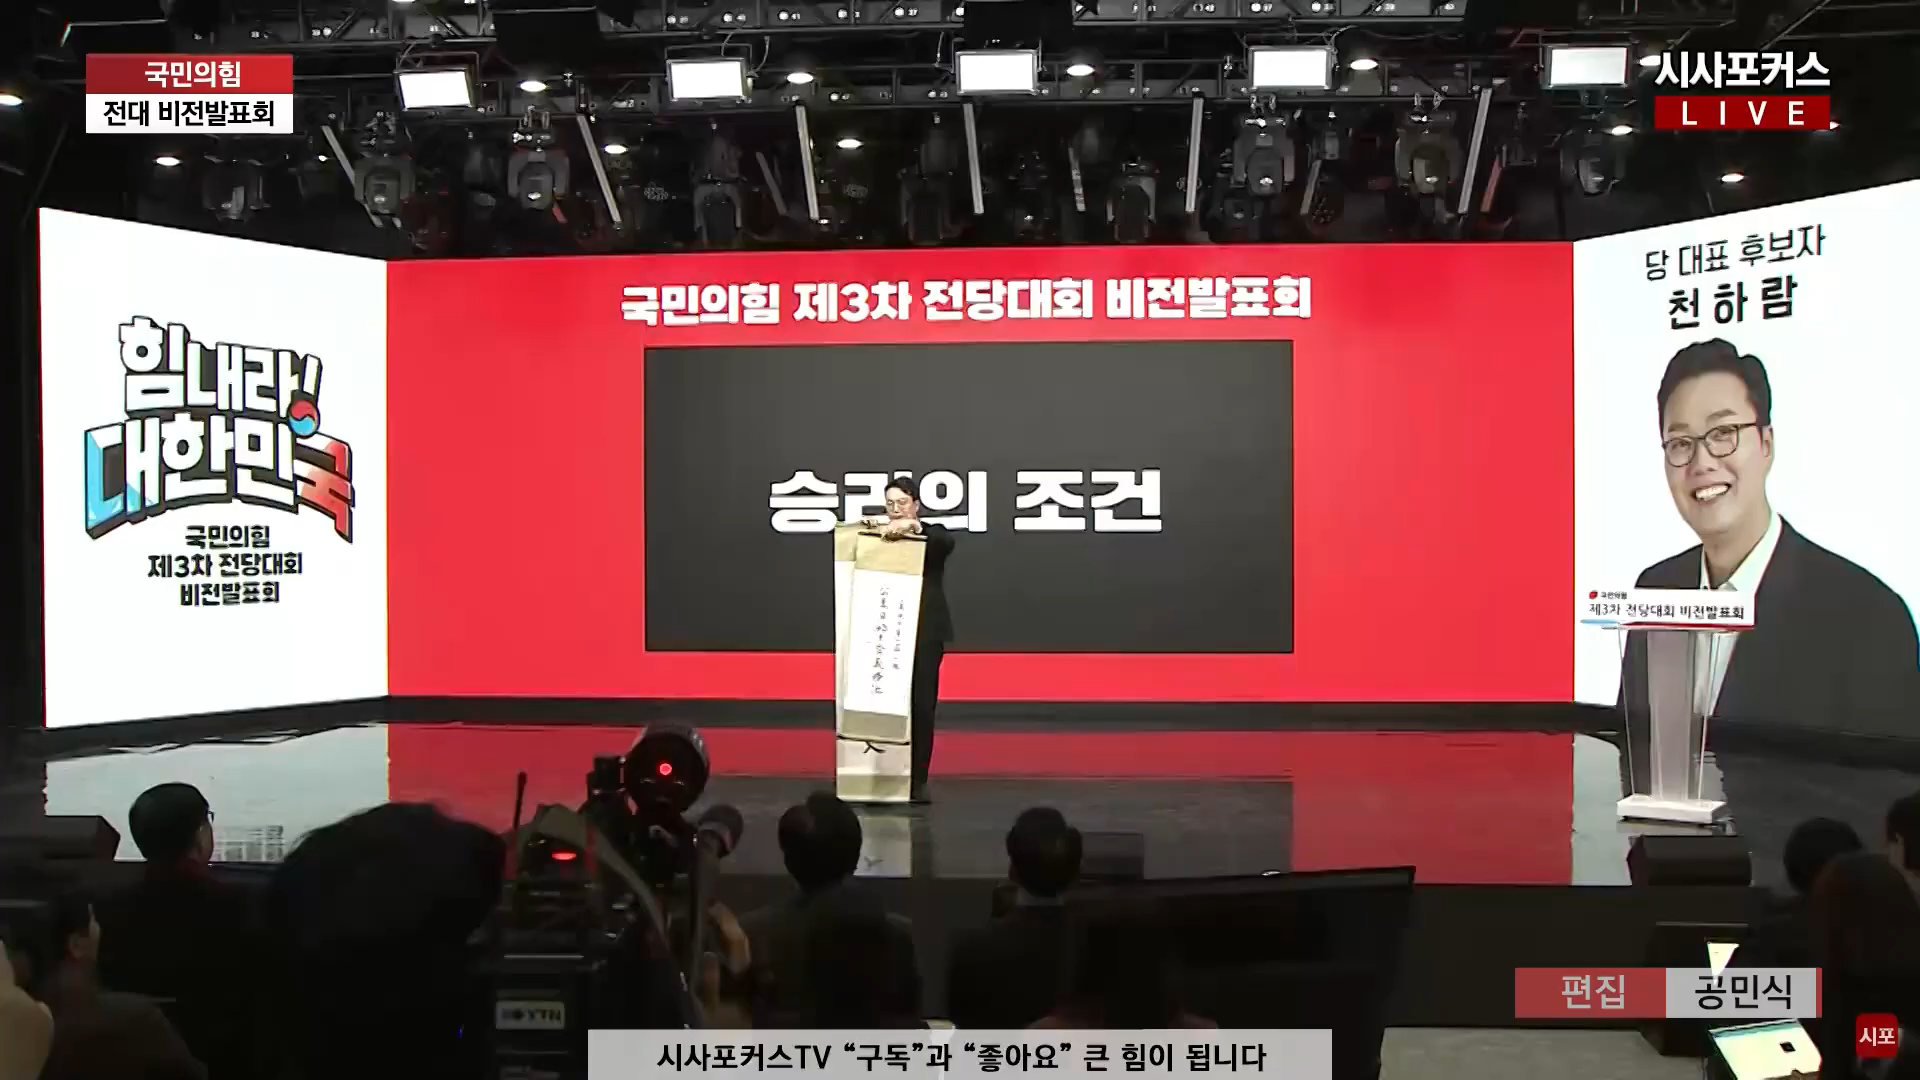 국민의힘
전대 비전발표회
시사포커스
LIVE
국민의힘 제3차 전당대회 비전발표회
승리의 조건
힘내라!
대한민국
국민의힘
제3차 전당대회
비전발표회
당 대표 후보자
천하람
국민의힘
제3차 전당대회 비전발표회
편집 공민식
YTN
시사포커스TV “구독”과 “좋아요” 큰 힘이 됩니다
시포